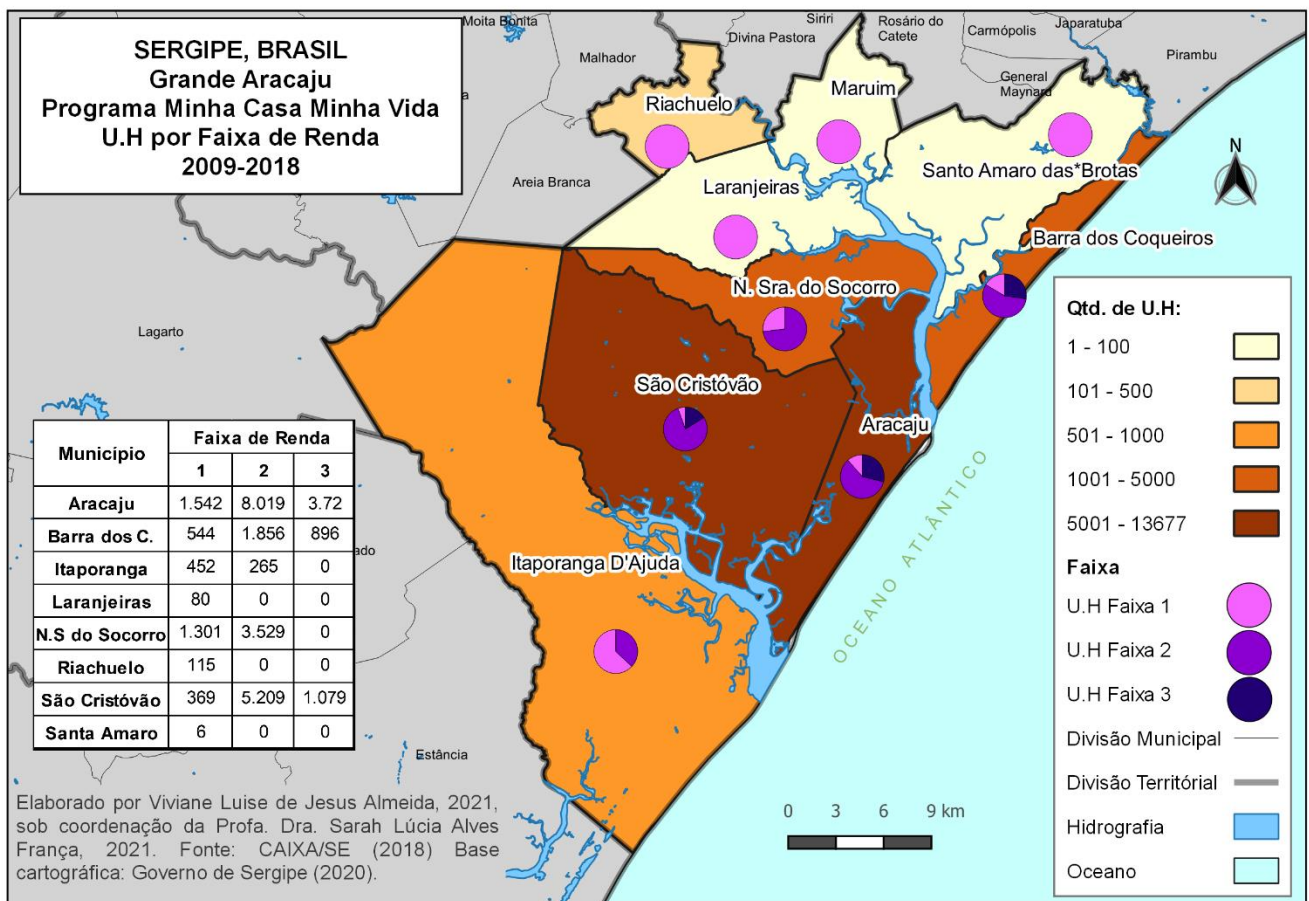 SERGIPE, BRASIL
Grande Aracaju
Programa Minha Casa Minha Vida
U.H por Faixa de Renda
2009-2018
Moita Bonita
Malhador
Divina Pastora
Siriri
Rosário do
Catete
Carmópolis
Japaratuba
Pirambu
General
Maynard
Riachuelo
Maruim
Areia Branca
Laranjeiras
Santo Amaro das*Brotas
Barra dos Coqueiros
N. Sra. do Socorro
Lagarto
São Cristóvão
Aracaju
Itaporanga D'Ajuda
Estância
OCEANO ATLÂNTICO
N
Município Faixa de Renda
1 2 3
Aracaju 1.542 8.019 3.72
Barra dos C. 544 1.856 896
Itaporanga 452 265 0
Laranjeiras 80 0 0
N.S do Socorro 1.301 3.529 0
Riachuelo 115 0 0
São Cristóvão 369 5.209 1.079
Santa Amaro 6 0 0
Elaborado por Viviane Luise de Jesus Almeida, 2021,
sob coordenação da Profa. Dra. Sarah Lúcia Alves
França, 2021. Fonte: CAIXA/SE (2018) Base
cartográfica: Governo de Sergipe (2020).
0 3 6 9 km
Qtd. de U.H:
1 - 100
101 - 500
501 - 1000
1001 - 5000
5001 - 13677
Faixa
U.H Faixa 1
U.H Faixa 2
U.H Faixa 3
Divisão Municipal
Divisão Territórial
Hidrografia
Oceano